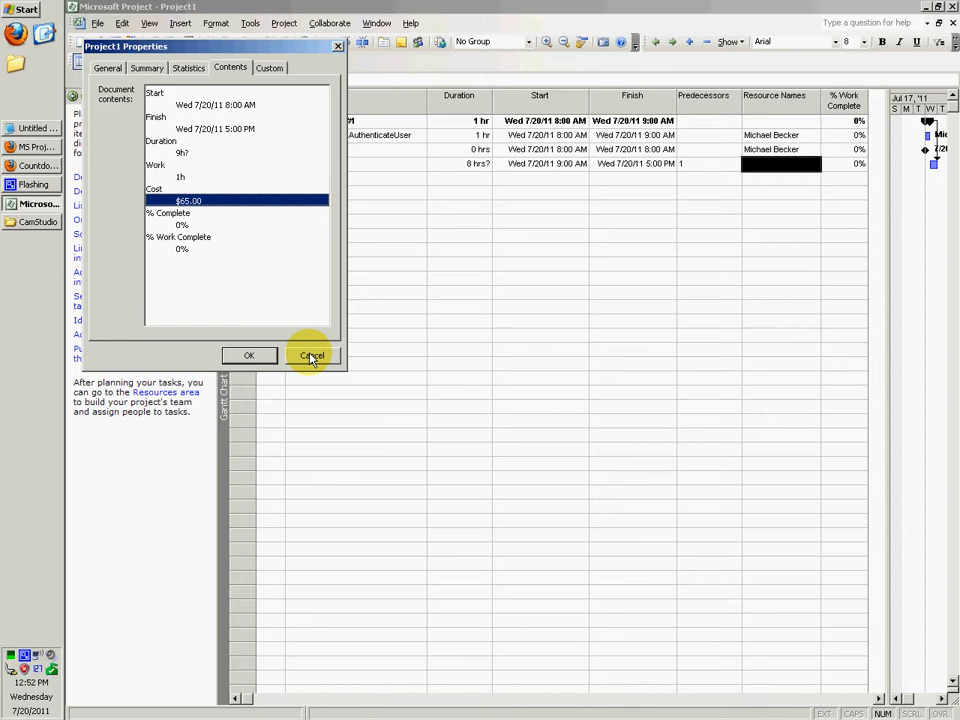 Start
Microsoft Project - Project1
File Edit View Insert Format Tools Project Collaborate Window Help
Type a question for help
No Group
Show
Arial
8
B I U
Project1 Properties
General Summary Statistics Contents Custom
Document contents:
Start
Wed 7/20/11 8:00 AM
Finish
Wed 7/20/11 5:00 PM
Duration
9h?
Work
1h
Cost
$65.00
% Complete
0%
% Work Complete
0%
OK Cancel
After planning your tasks, you
can go to the Resources area
to build your project's team
and assign people to tasks.
Gantt Chart
Duration Start Finish Predecessors Resource Names % Work Complete
1 hr Wed 7/20/11 8:00 AM Wed 7/20/11 9:00 AM 0%
AuthenticateUser 1 hr Wed 7/20/11 8:00 AM Wed 7/20/11 9:00 AM Michael Becker 0%
0 hrs Wed 7/20/11 8:00 AM Wed 7/20/11 9:00 AM Michael Becker 0%
8 hrs? Wed 7/20/11 9:00 AM Wed 7/20/11 5:00 PM 1 0%
Jul 17, '11
S M T W T F
Untitled ...
MS Proj...
Countdo...
Flashing
Microso...
CamStudio
12:52 PM
Wednesday
7/20/2011
EXT CAPS NUM SCRL OVR